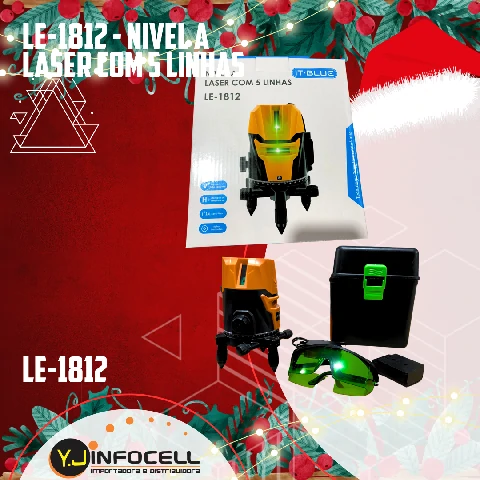 LE-1812 - NIVEL A
LASER COM 5 LINHAS
IT·BLUE
LASER COM 5 LINHAS
LE-1812
LE-1812
Y.J INFOCELL
importadora e distribuidora